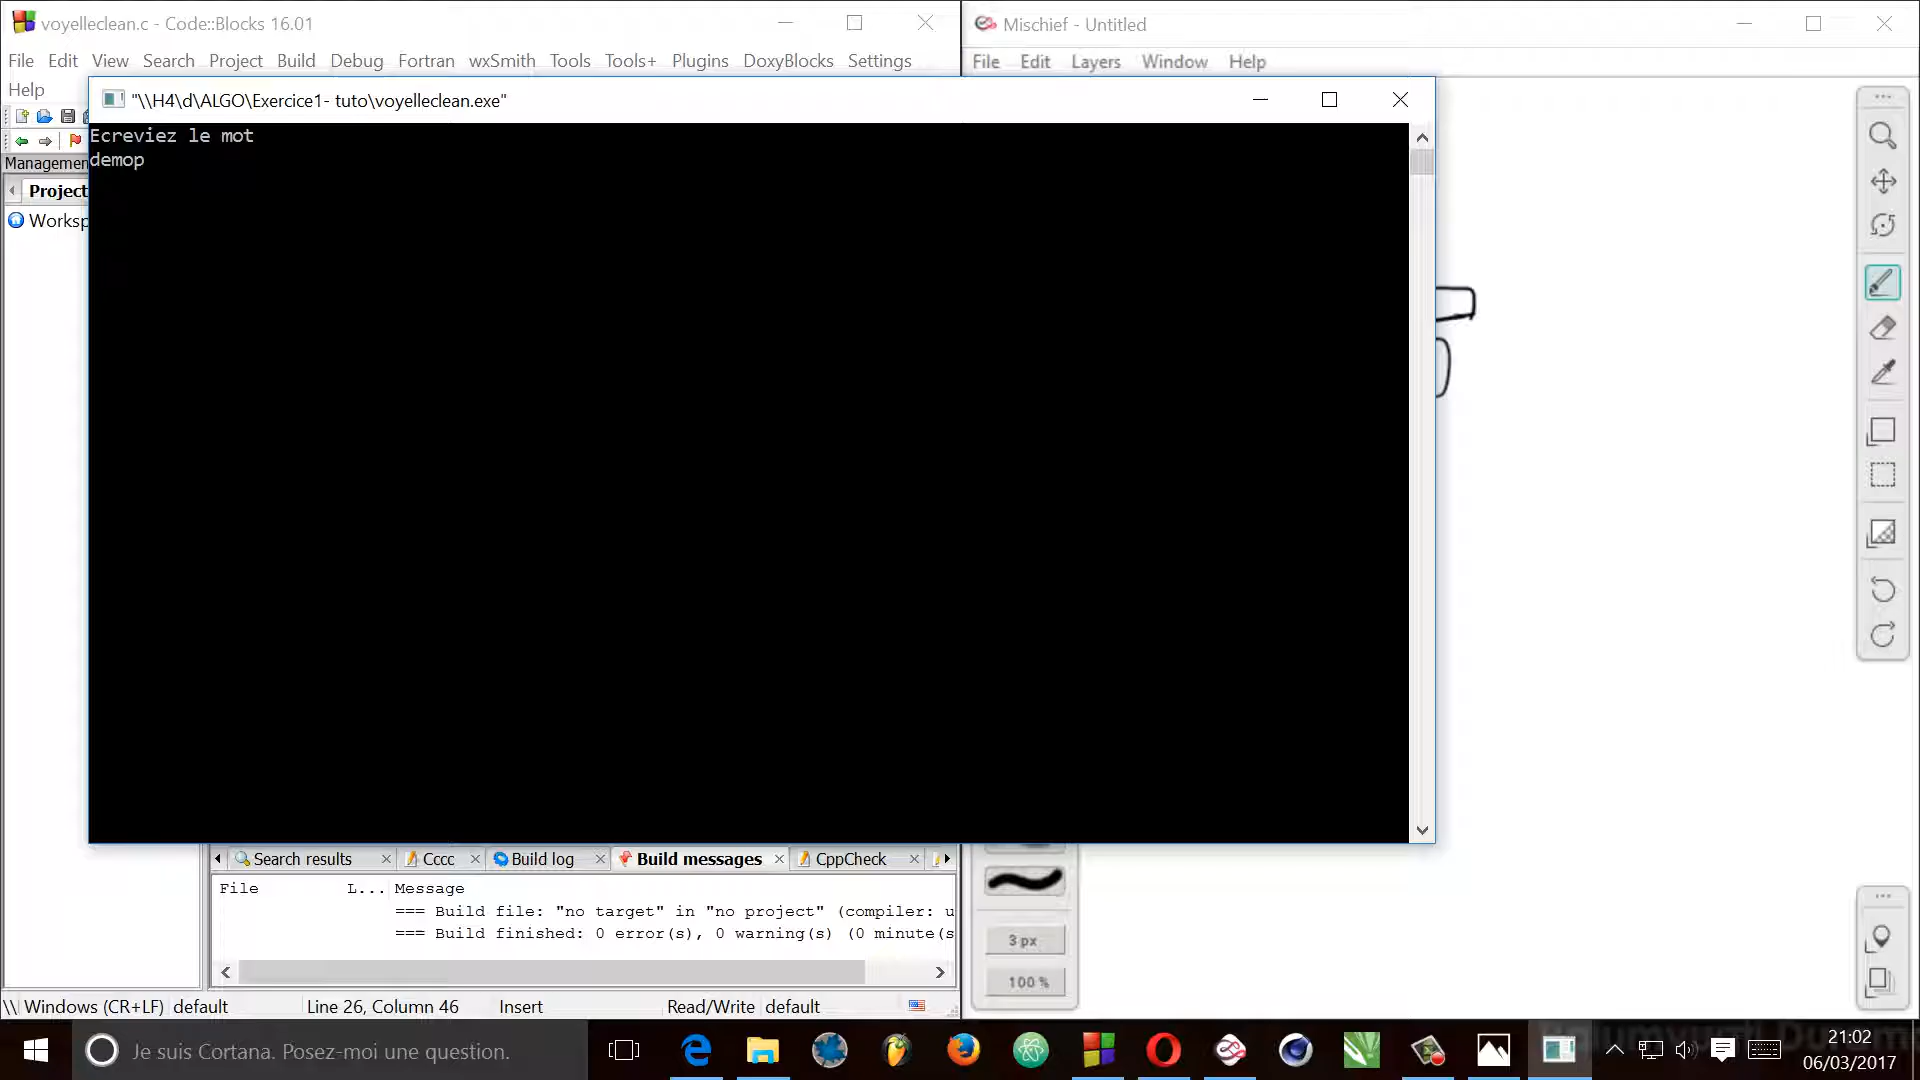 voyelleclean.c - Code::Blocks 16.01
File Edit View Search Project Build Debug Fortran wxSmith Tools Tools+ Plugins DoxyBlocks Settings
Help
Mischief - Untitled
File Edit Layers Window Help
"\\H4\d\ALGO\Exercice1- tuto\voyelleclean.exe"
Ecreviez le mot
demop
Managemen
Project
Worksp
Search results
Cccc
Build log
Build messages
CppCheck
File L... Message
=== Build file: "no target" in "no project" (compiler: u
=== Build finished: 0 error(s), 0 warning(s) (0 minute(s
\\ Windows (CR+LF) default Line 26, Column 46 Insert Read/Write default
3 px
100 %
Je suis Cortana. Posez-moi une question.
21:02
06/03/2017